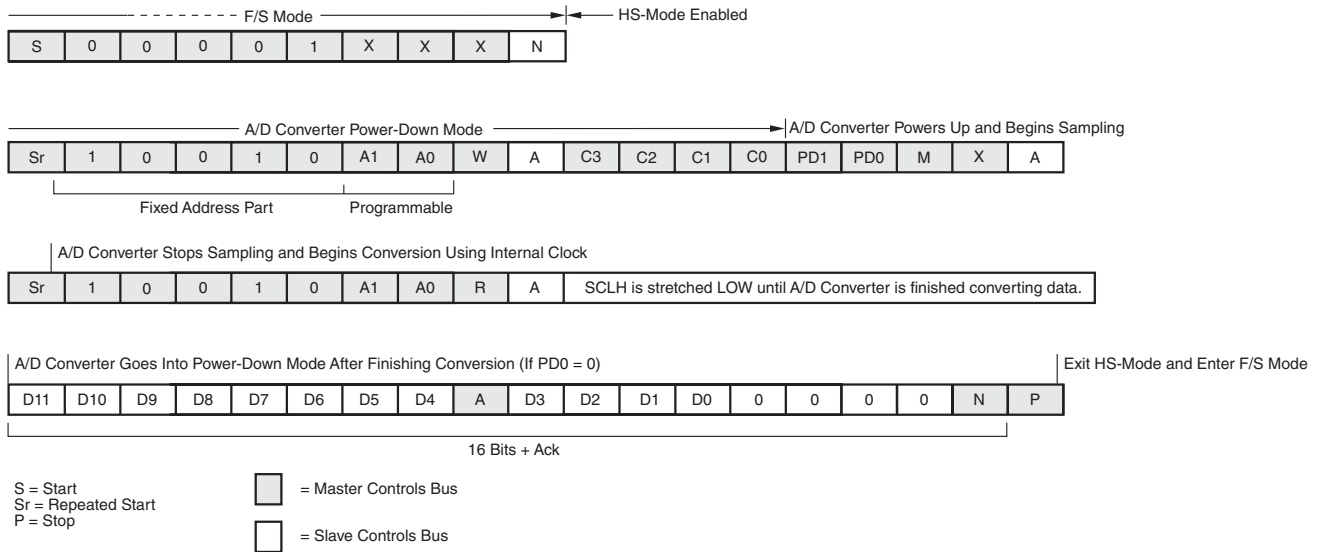 F/S Mode HS-Mode Enabled
S 0 0 0 0 1 X X X N
A/D Converter Power-Down Mode A/D Converter Powers Up and Begins Sampling
Sr 1 0 0 1 0 A1 A0 W A C3 C2 C1 C0 PD1 PD0 M X A
Fixed Address Part Programmable
A/D Converter Stops Sampling and Begins Conversion Using Internal Clock
Sr 1 0 0 1 0 A1 A0 R A SCLH is stretched LOW until A/D Converter is finished converting data.
A/D Converter Goes Into Power-Down Mode After Finishing Conversion (If PD0 = 0) Exit HS-Mode and Enter F/S Mode
D11 D10 D9 D8 D7 D6 D5 D4 A D3 D2 D1 D0 0 0 0 0 N P
16 Bits + Ack
S = Start
Sr = Repeated Start
P = Stop
= Master Controls Bus
= Slave Controls Bus